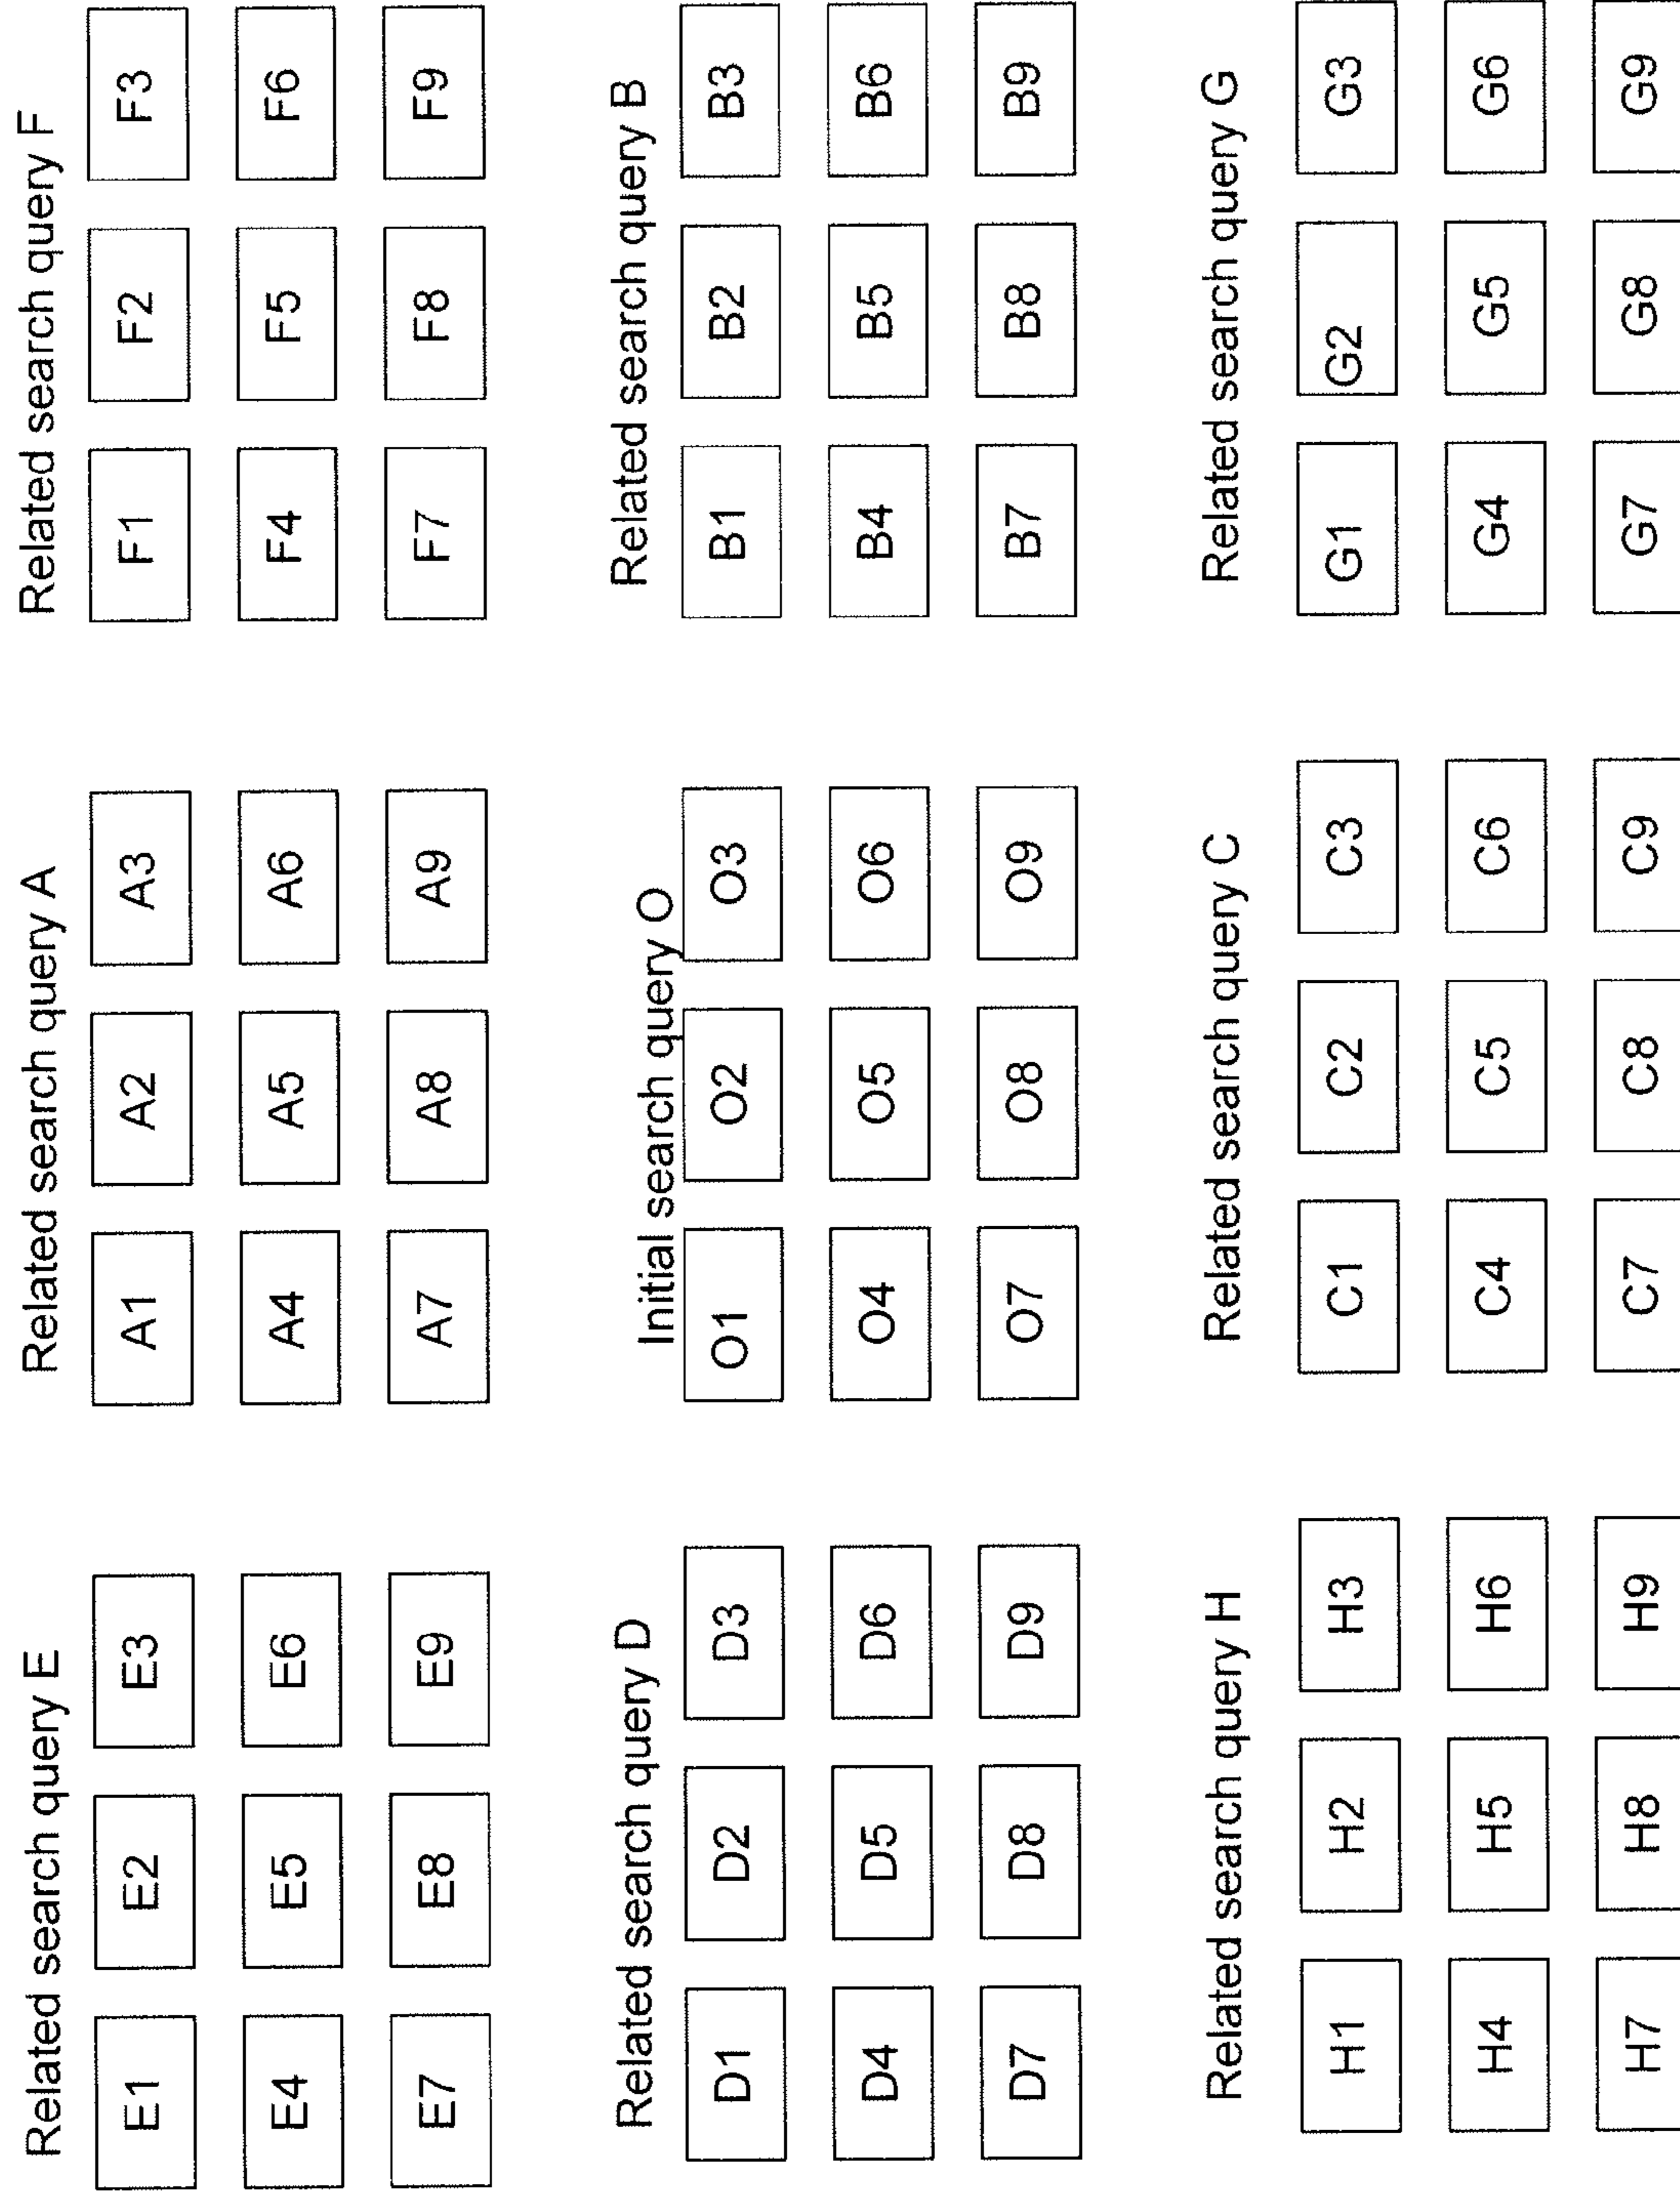 Related search query E
E1 E2 E3
E4 E5 E6
E7 E8 E9
Related search query A
A1 A2 A3
A4 A5 A6
A7 A8 A9
Related search query F
F1 F2 F3
F4 F5 F6
F7 F8 F9
Related search query D
D1 D2 D3
D4 D5 D6
D7 D8 D9
Initial search query O
O1 O2 O3
O4 O5 O6
O7 O8 O9
Related search query B
B1 B2 B3
B4 B5 B6
B7 B8 B9
Related search query H
H1 H2 H3
H4 H5 H6
H7 H8 H9
Related search query C
C1 C2 C3
C4 C5 C6
C7 C8 C9
Related search query G
G1 G2 G3
G4 G5 G6
G7 G8 G9